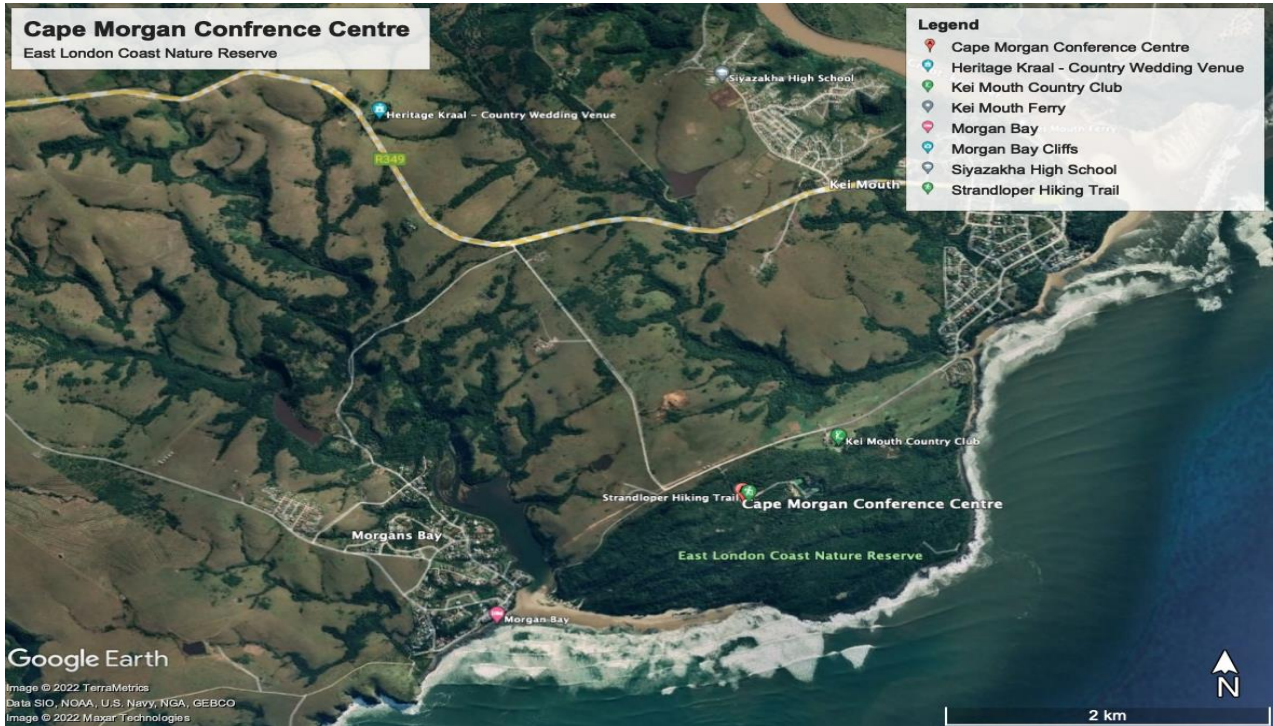 Cape Morgan Confrence Centre
East London Coast Nature Reserve
Legend
Cape Morgan Conference Centre
Heritage Kraal - Country Wedding Venue
Kei Mouth Country Club
Kei Mouth Ferry
Morgan Bay
Morgan Bay Cliffs
Siyazakha High School
Strandloper Hiking Trail
Siyazakha High School
Heritage Kraal - Country Wedding Venue
R349
Kei Mouth
Kei Mouth Country Club
Strandloper Hiking Trail
Cape Morgan Conference Centre
Morgans Bay
East London Coast Nature Reserve
Morgan Bay
Google Earth
Image © 2022 TerraMetrics
Data SIO, NOAA, U.S. Navy, NGA, GEBCO
Image © 2022 Maxar Technologies
N
2 km